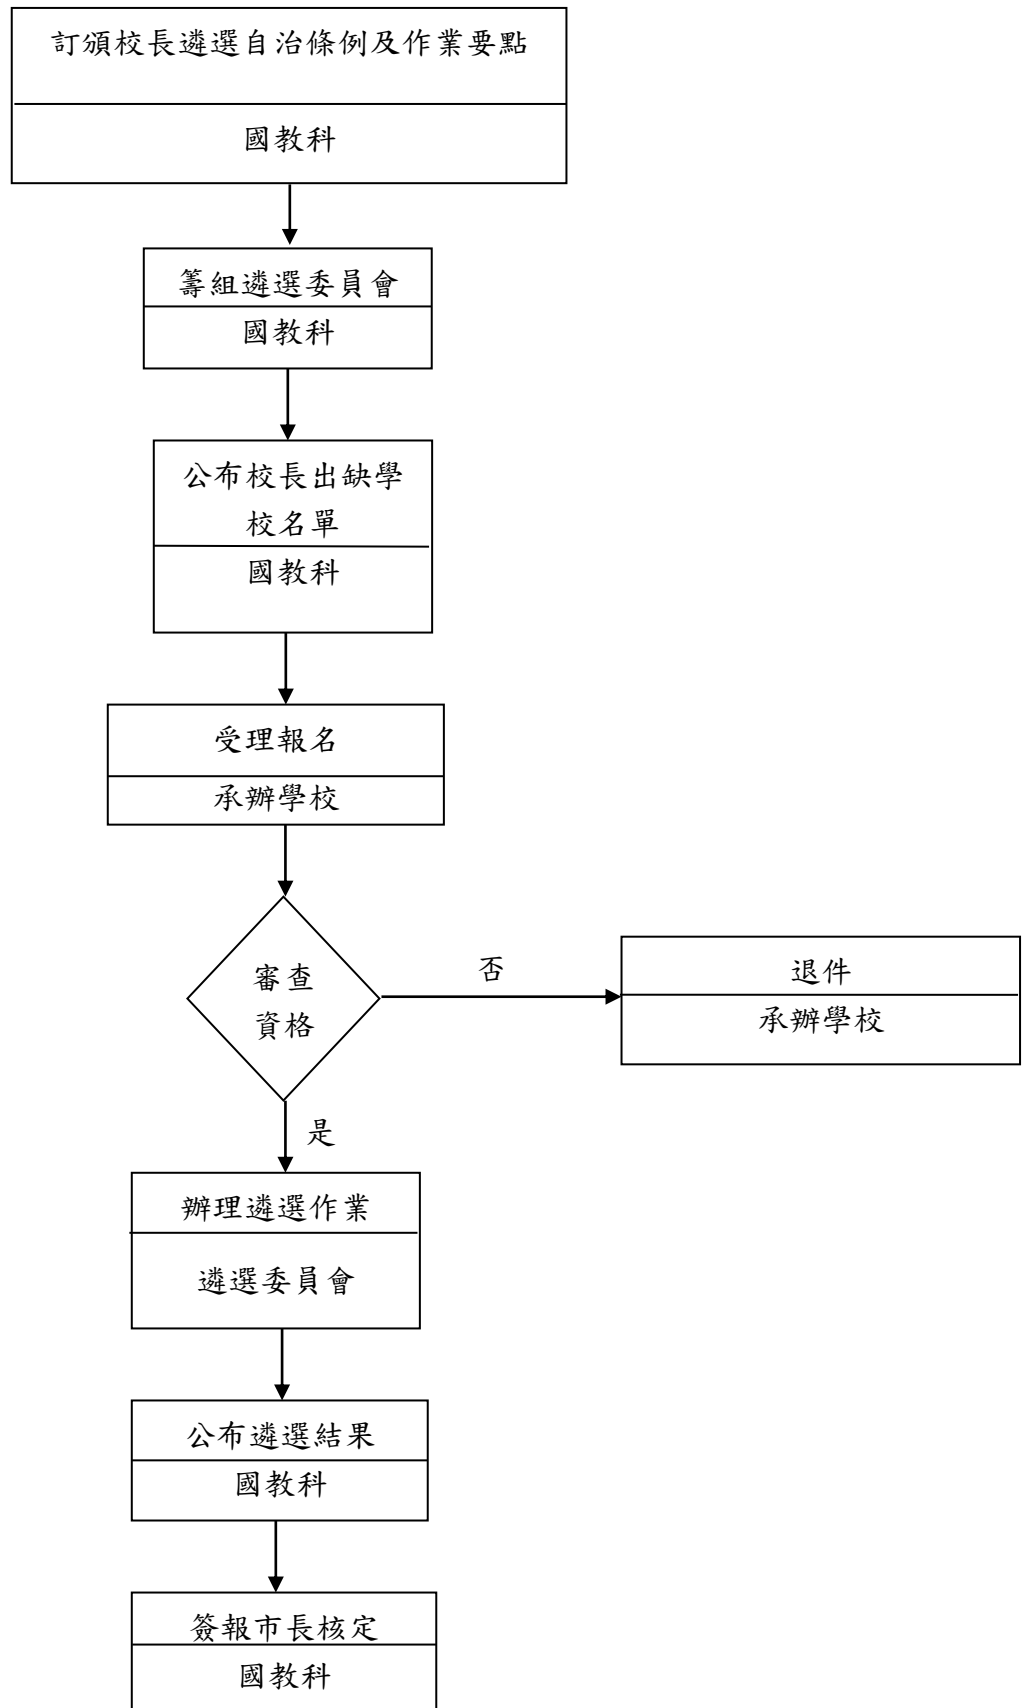 訂頒校長遴選自治條例及作業要點
國教科
籌組遴選委員會
國教科
公布校長出缺學
校名單
國教科
受理報名
承辦學校
審查
資格
否
退件
承辦學校
是
辦理遴選作業
遴選委員會
公布遴選結果
國教科
簽報市長核定
國教科